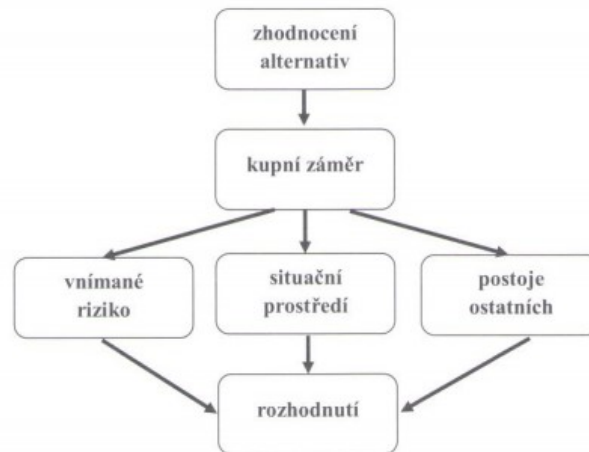 zhodnocení
alternativ
kupní záměr
vnímané
riziko
situační
prostředí
postoje
ostatních
rozhodnutí